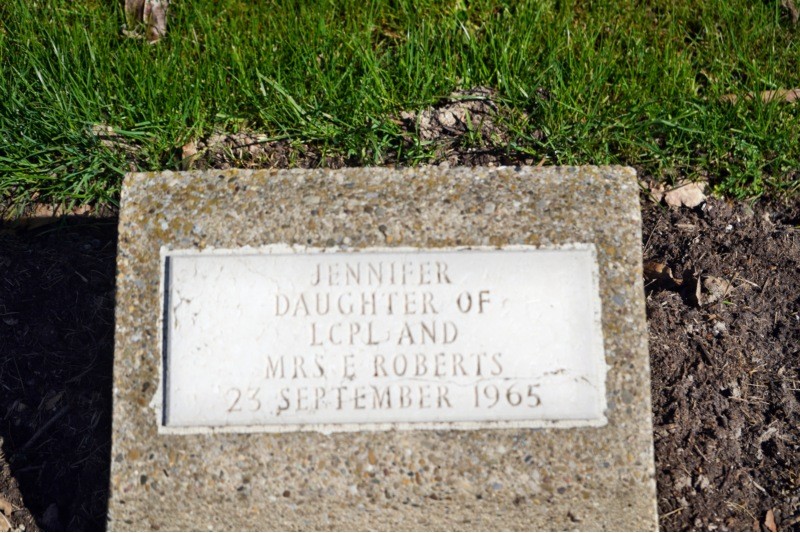 JENNIFER
DAUGHTER OF
LCPL AND
MRS E ROBERTS
23 SEPTEMBER 1965